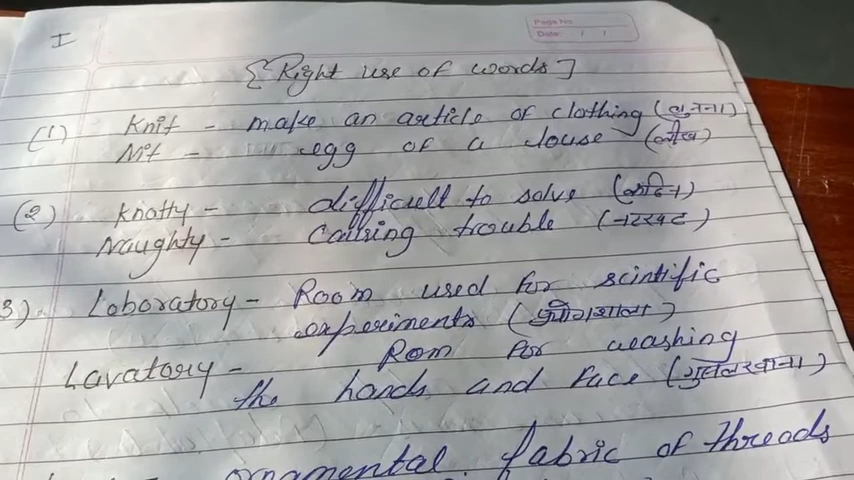 I
Page No.
Date: / /
{Right use of words]
(1) Knit - make an article of clothing (बुनना)
Nit - egg of a louse (लीख)
(2) Knotty - difficult to solve (कठिन)
Naughty - Causing trouble (नटखट)
3) Loboratory - Room used for scintific
experiments (प्रयोगशाला)
Lavatory - Rom for washing
the hands and face (गुसलखाना)
ornamental. fabric of threads